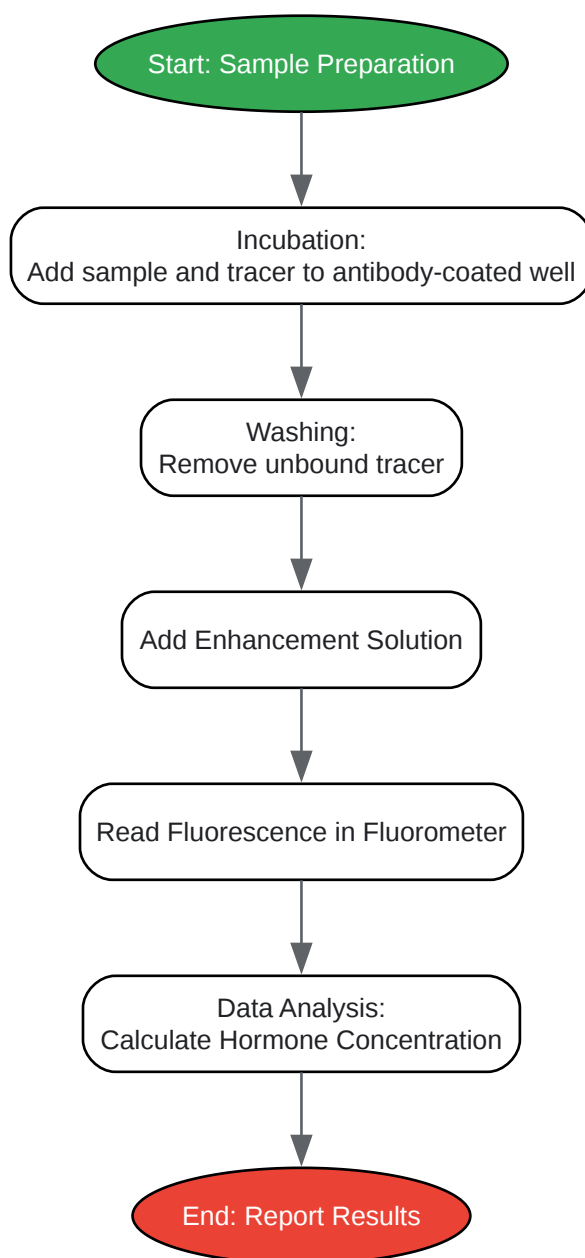 Start: Sample Preparation
Incubation:
Add sample and tracer to antibody-coated well
Washing:
Remove unbound tracer
Add Enhancement Solution
Read Fluorescence in Fluorometer
Data Analysis:
Calculate Hormone Concentration
End: Report Results